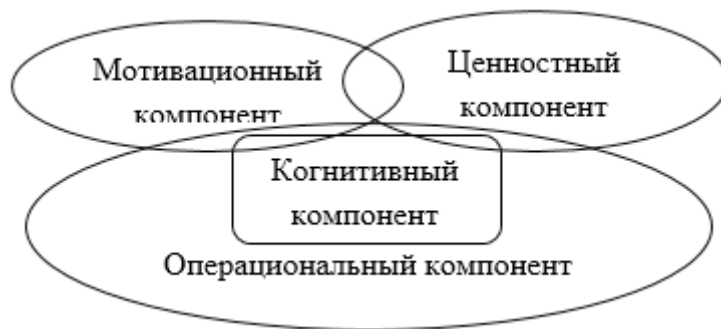 Мотивационный
компонент
Ценностный
компонент
Когнитивный
компонент
Операциональный компонент